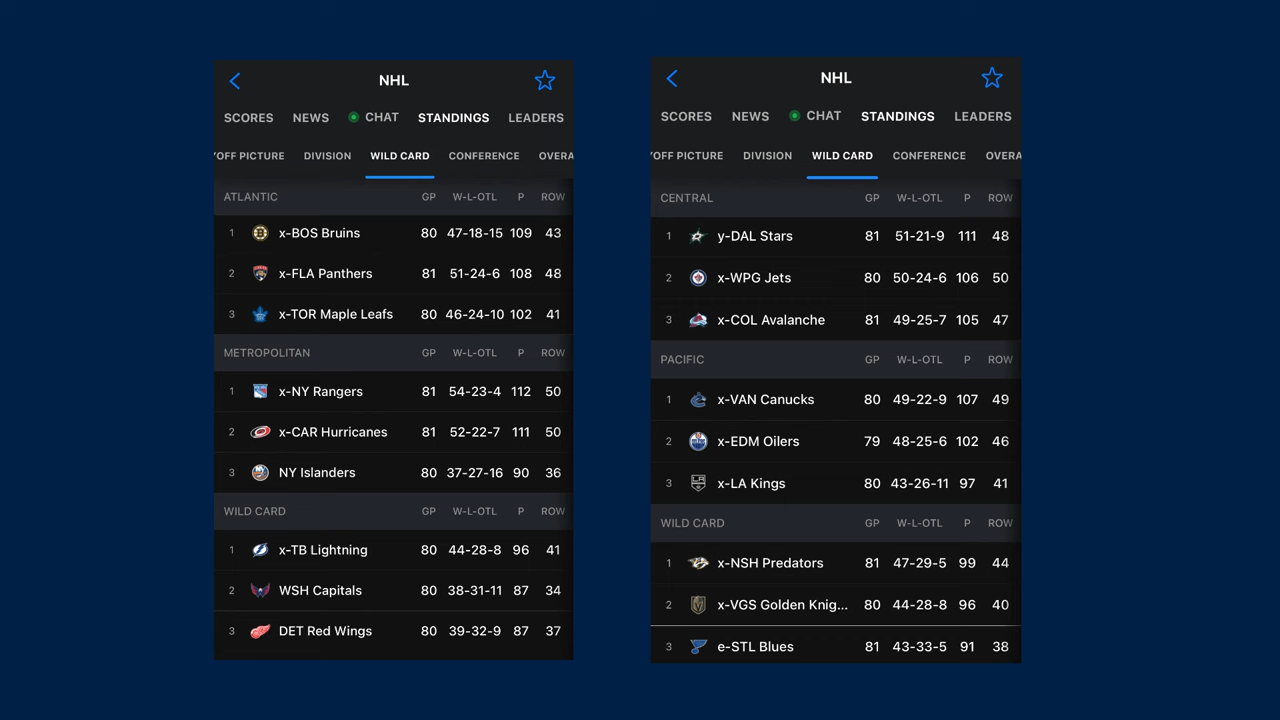 NHL
SCORES NEWS CHAT STANDINGS LEADERS
OFF PICTURE DIVISION WILD CARD CONFERENCE OVERA
ATLANTIC GP W-L-OTL P ROW
1 x-BOS Bruins 80 47-18-15 109 43
2 x-FLA Panthers 81 51-24-6 108 48
3 x-TOR Maple Leafs 80 46-24-10 102 41
METROPOLITAN GP W-L-OTL P ROW
1 x-NY Rangers 81 54-23-4 112 50
2 x-CAR Hurricanes 81 52-22-7 111 50
3 NY Islanders 80 37-27-16 90 36
WILD CARD GP W-L-OTL P ROW
1 x-TB Lightning 80 44-28-8 96 41
2 WSH Capitals 80 38-31-11 87 34
3 DET Red Wings 80 39-32-9 87 37
NHL
SCORES NEWS CHAT STANDINGS LEADERS
OFF PICTURE DIVISION WILD CARD CONFERENCE OVERA
CENTRAL GP W-L-OTL P ROW
1 y-DAL Stars 81 51-21-9 111 48
2 x-WPG Jets 80 50-24-6 106 50
3 x-COL Avalanche 81 49-25-7 105 47
PACIFIC GP W-L-OTL P ROW
1 x-VAN Canucks 80 49-22-9 107 49
2 x-EDM Oilers 79 48-25-6 102 46
3 x-LA Kings 80 43-26-11 97 41
WILD CARD GP W-L-OTL P ROW
1 x-NSH Predators 81 47-29-5 99 44
2 x-VGS Golden Knig... 80 44-28-8 96 40
3 e-STL Blues 81 43-33-5 91 38